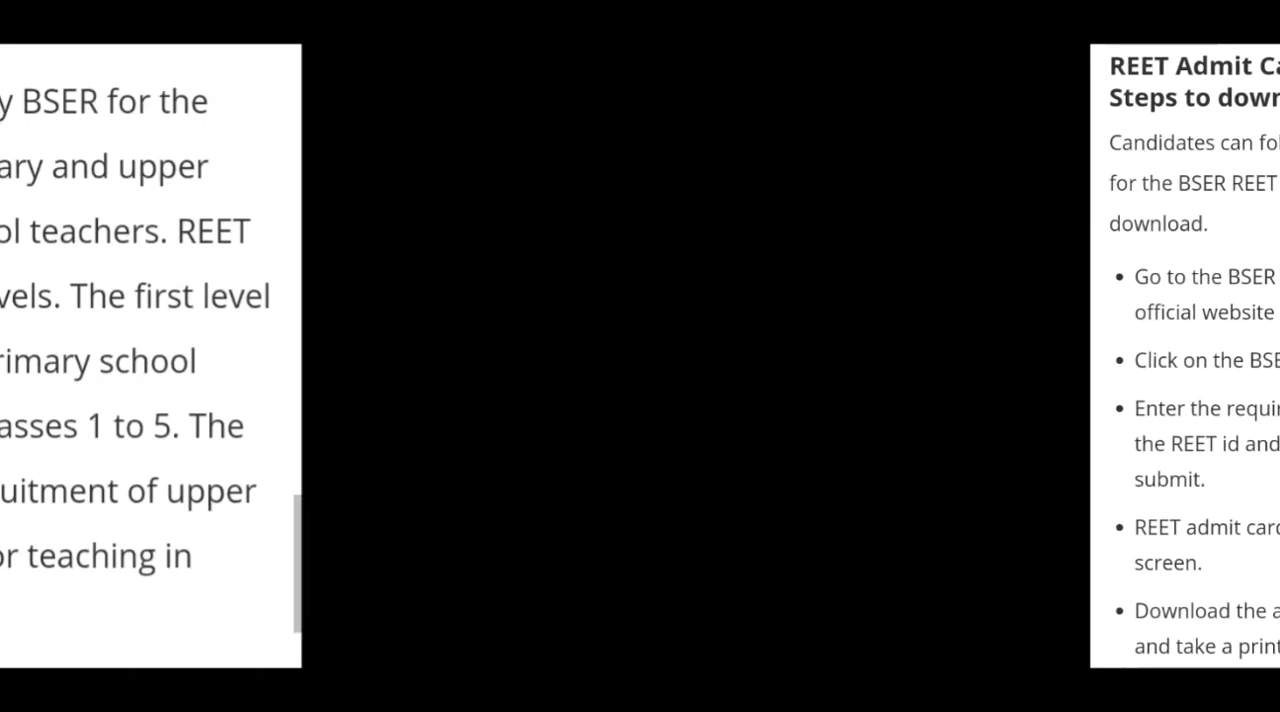 y BSER for the
ary and upper
ol teachers. REET
vels. The first level
rimary school
asses 1 to 5. The
uitment of upper
or teaching in
REET Admit Ca
Steps to down
Candidates can fol
for the BSER REET
download.
• Go to the BSER
official website
• Click on the BSE
• Enter the requir
the REET id and
submit.
• REET admit card
screen.
• Download the a
and take a print